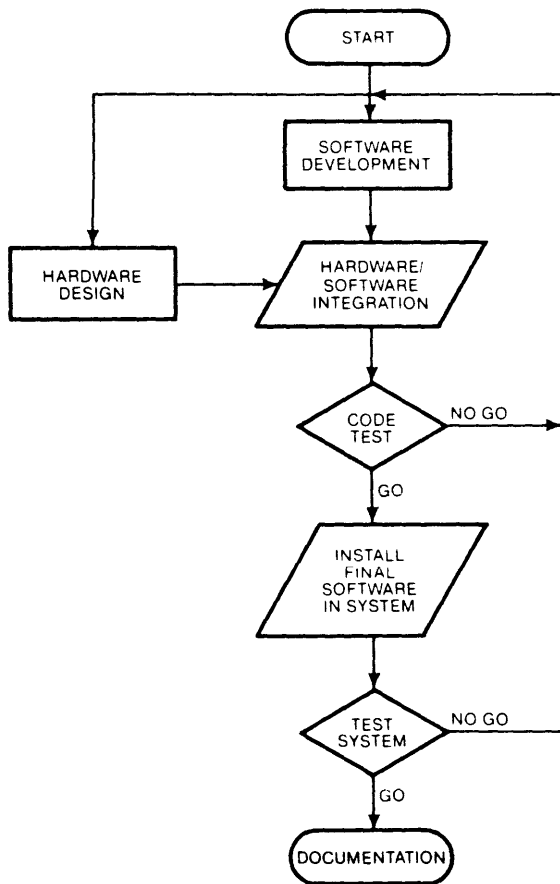 START
SOFTWARE
DEVELOPMENT
HARDWARE
DESIGN
HARDWARE/
SOFTWARE
INTEGRATION
CODE
TEST
NO GO
GO
INSTALL
FINAL
SOFTWARE
IN SYSTEM
TEST
SYSTEM
NO GO
GO
DOCUMENTATION